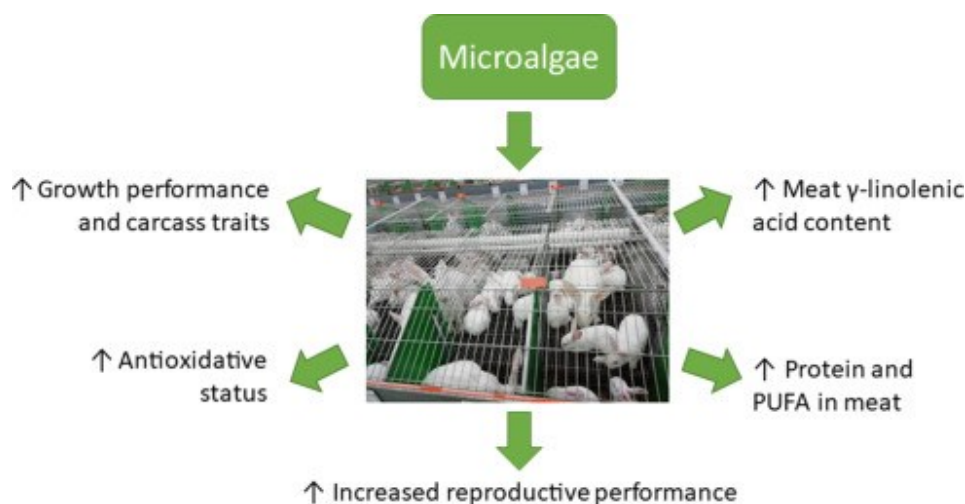 Microalgae
↑ Growth performance
and carcass traits
↑ Meat γ-linolenic
acid content
↑ Antioxidative
status
↑ Protein and
PUFA in meat
↑ Increased reproductive performance